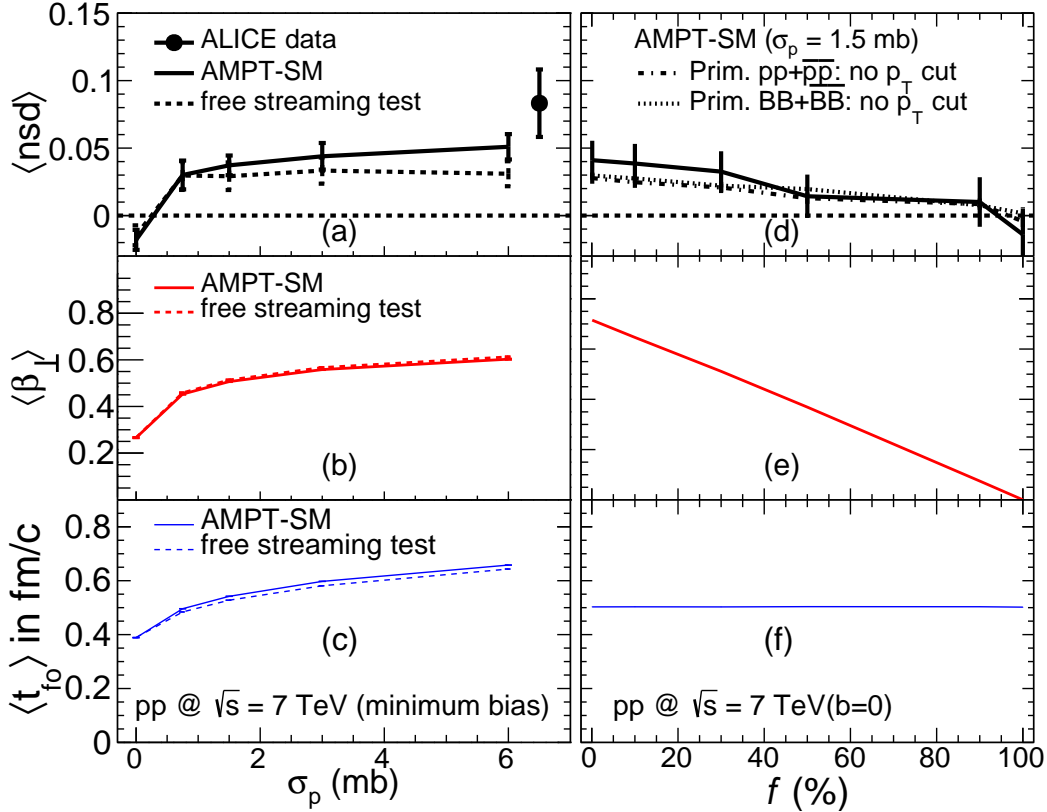 0.15
0.1
0.05
0
⟨nsd⟩
ALICE data
AMPT-SM
free streaming test
(a)
AMPT-SM (σp = 1.5 mb)
Prim. pp+p̅p̅: no pT cut
Prim. BB+B̅B̅: no pT cut
(d)
0.8
0.6
0.4
0.2
⟨β⊥⟩
AMPT-SM
free streaming test
(b)
(e)
0.8
0.6
0.4
0.2
0
⟨tfo⟩ in fm/c
AMPT-SM
free streaming test
(c)
pp @ √s = 7 TeV (minimum bias)
(f)
pp @ √s = 7 TeV(b=0)
0 2 4 6
σp (mb)
0 20 40 60 80 100
f (%)